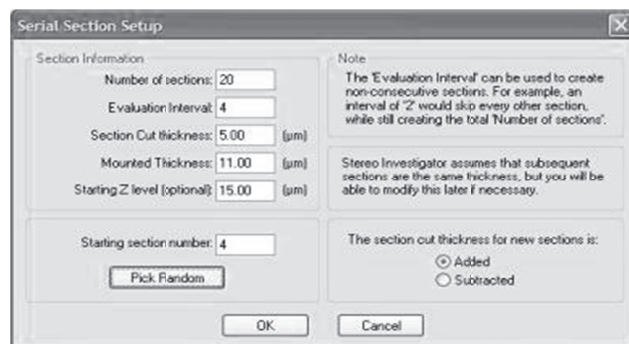 Serial Section Setup
Section Information
Number of sections: 20
Evaluation Interval: 4
Section Cut thickness: 5.00 (µm)
Mounted Thickness: 11.00 (µm)
Starting Z level (optional): 15.00 (µm)
Starting section number: 4
Pick Random
Note
The 'Evaluation Interval' can be used to create
non-consecutive sections. For example, an
interval of '2' would skip every other section,
while still creating the total 'Number of sections'.
Stereo Investigator assumes that subsequent
sections are the same thickness, but you will be
able to modify this later if necessary.
The section cut thickness for new sections is:
Added
Subtracted
OK
Cancel